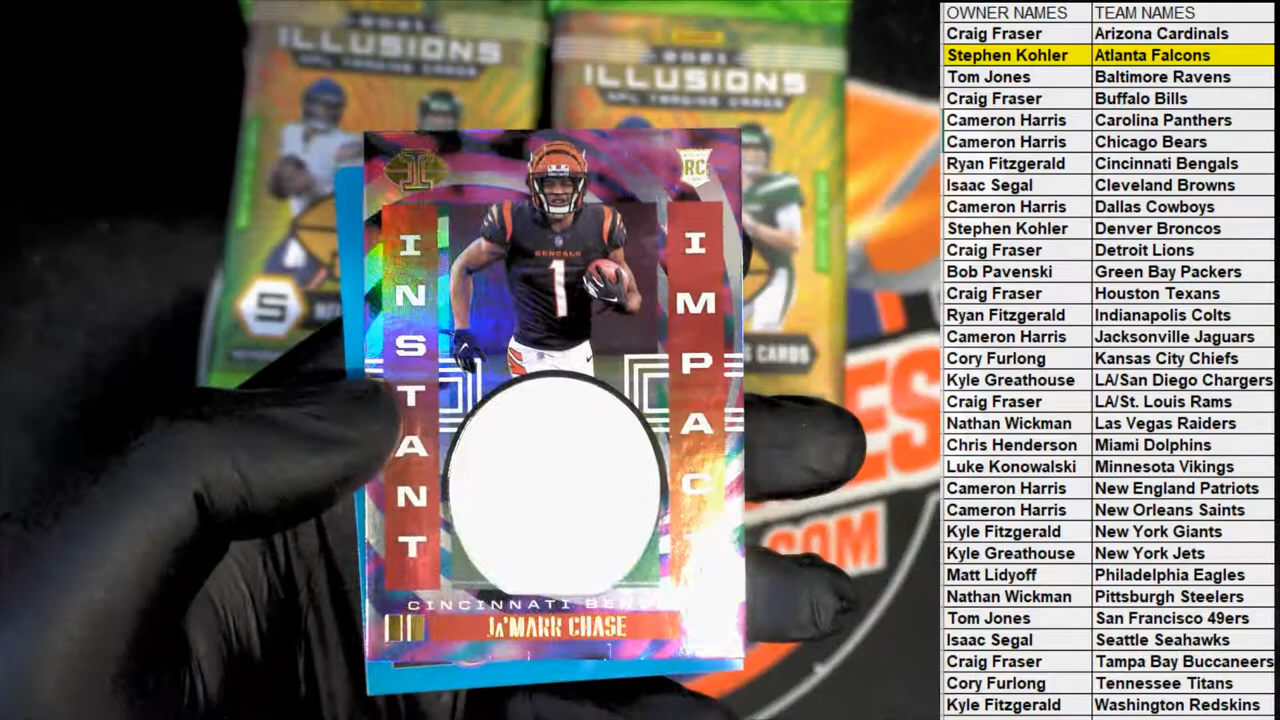 2021
ILLUSIONS
NFL TRADING CARDS
2021
ILLUSIONS
NFL TRADING CARDS
5
CARDS
RC
INSTANT
IMPACT
BENGALS
1
CINCINNATI
JA'MARR CHASE
ES
.COM
OWNER NAMES TEAM NAMES
Craig Fraser Arizona Cardinals
Stephen Kohler Atlanta Falcons
Tom Jones Baltimore Ravens
Craig Fraser Buffalo Bills
Cameron Harris Carolina Panthers
Cameron Harris Chicago Bears
Ryan Fitzgerald Cincinnati Bengals
Isaac Segal Cleveland Browns
Cameron Harris Dallas Cowboys
Stephen Kohler Denver Broncos
Craig Fraser Detroit Lions
Bob Pavenski Green Bay Packers
Craig Fraser Houston Texans
Ryan Fitzgerald Indianapolis Colts
Cameron Harris Jacksonville Jaguars
Cory Furlong Kansas City Chiefs
Kyle Greathouse LA/San Diego Chargers
Craig Fraser LA/St. Louis Rams
Nathan Wickman Las Vegas Raiders
Chris Henderson Miami Dolphins
Luke Konowalski Minnesota Vikings
Cameron Harris New England Patriots
Cameron Harris New Orleans Saints
Kyle Fitzgerald New York Giants
Kyle Greathouse New York Jets
Matt Lidyoff Philadelphia Eagles
Nathan Wickman Pittsburgh Steelers
Tom Jones San Francisco 49ers
Isaac Segal Seattle Seahawks
Craig Fraser Tampa Bay Buccaneers
Cory Furlong Tennessee Titans
Kyle Fitzgerald Washington Redskins